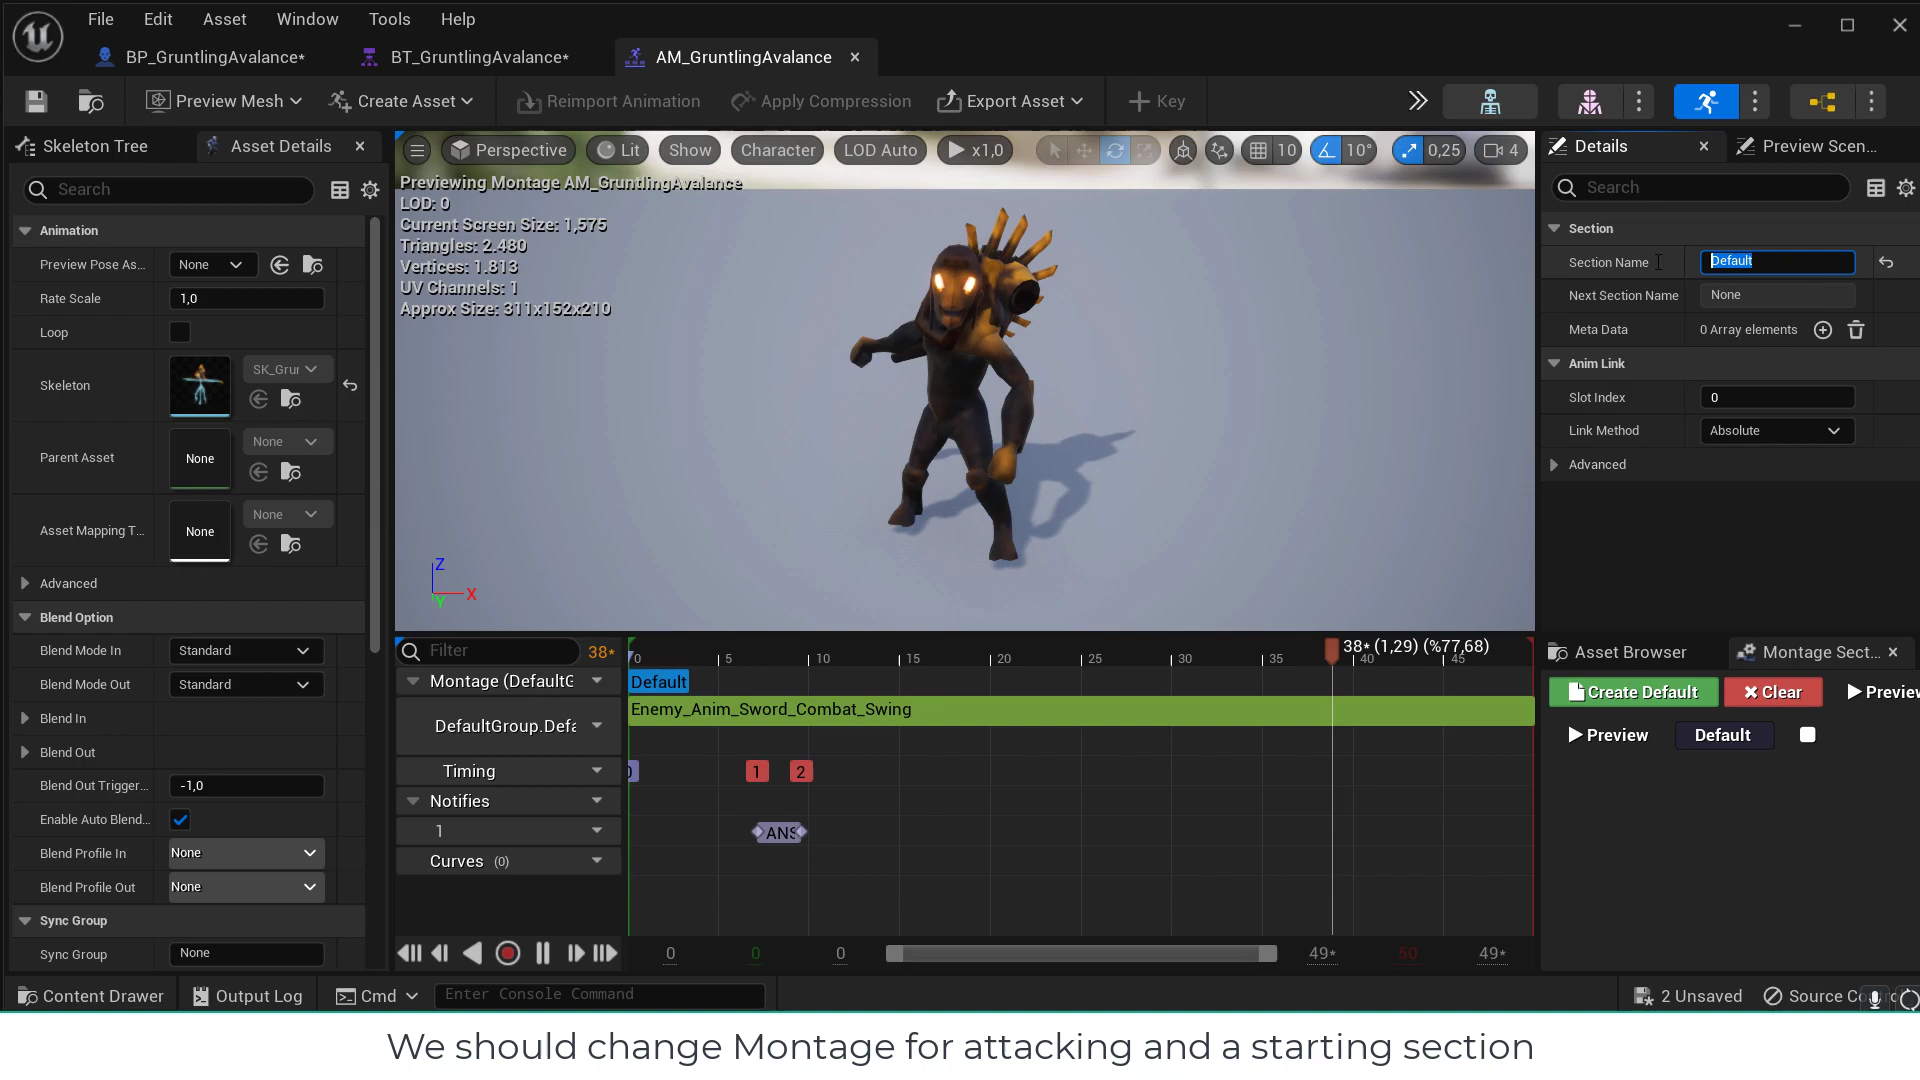 File Edit Asset Window Tools Help
BP_GruntlingAvalance* BT_GruntlingAvalance* AM_GruntlingAvalance
Preview Mesh Create Asset Reimport Animation Apply Compression Export Asset Key
Skeleton Tree Asset Details
Search
Animation
Preview Pose As... None
Rate Scale 1,0
Loop
Skeleton SK_Grur
Parent Asset None None
Asset Mapping T... None None
Advanced
Blend Option
Blend Mode In Standard
Blend Mode Out Standard
Blend In
Blend Out
Blend Out Trigger... -1,0
Enable Auto Blend...
Blend Profile In None
Blend Profile Out None
Sync Group
Sync Group None
Perspective Lit Show Character LOD Auto x1,0 10 10° 0,25 4
Previewing Montage AM_GruntlingAvalance
LOD: 0
Current Screen Size: 1,575
Triangles: 2.480
Vertices: 1.813
UV Channels: 1
Approx Size: 311x152x210
Z
X
Y
Filter 38* 38* (1,29) (%77,68)
0 5 10 15 20 25 30 35 40 45
Montage (DefaultG Default
Enemy_Anim_Sword_Combat_Swing
DefaultGroup.Defa
Timing 1 2
Notifies
1 ANS
Curves (0)
0 0 0 49* 50 49*
Details Preview Scen...
Search
Section
Section Name Default
Next Section Name None
Meta Data 0 Array elements
Anim Link
Slot Index 0
Link Method Absolute
Advanced
Asset Browser Montage Sect...
Create Default Clear Preview
Preview Default
Content Drawer Output Log Cmd Enter Console Command 2 Unsaved Source Co
We should change Montage for attacking and a starting section